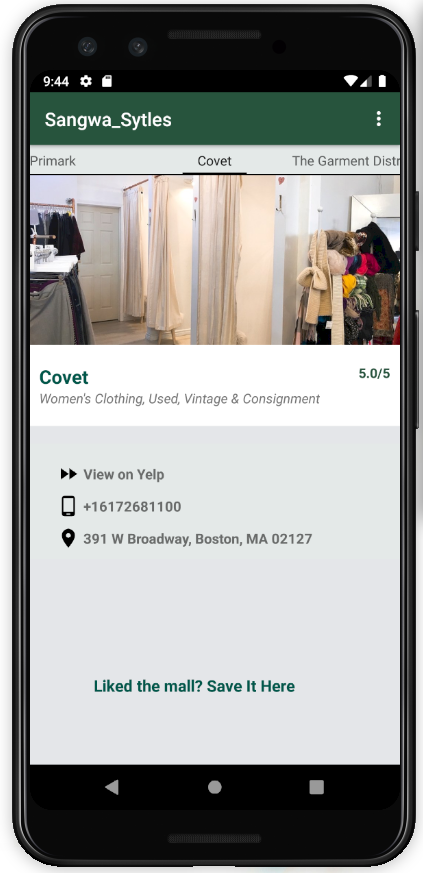 9:44
Sangwa_Sytles
Primark Covet The Garment Distr
Covet 5.0/5
Women's Clothing, Used, Vintage & Consignment
View on Yelp
+16172681100
391 W Broadway, Boston, MA 02127
Liked the mall? Save It Here